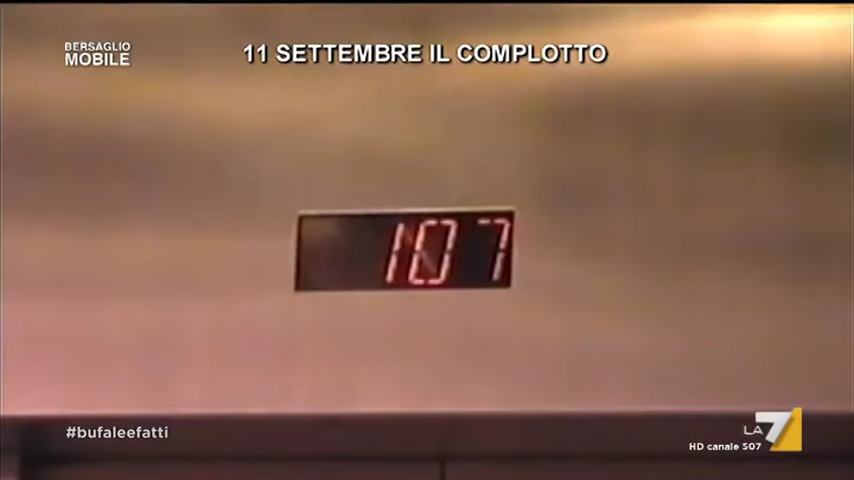 BERSAGLIO
MOBILE
11 SETTEMBRE IL COMPLOTTO
107
#bufaleefatti
LA 7
HD canale 507